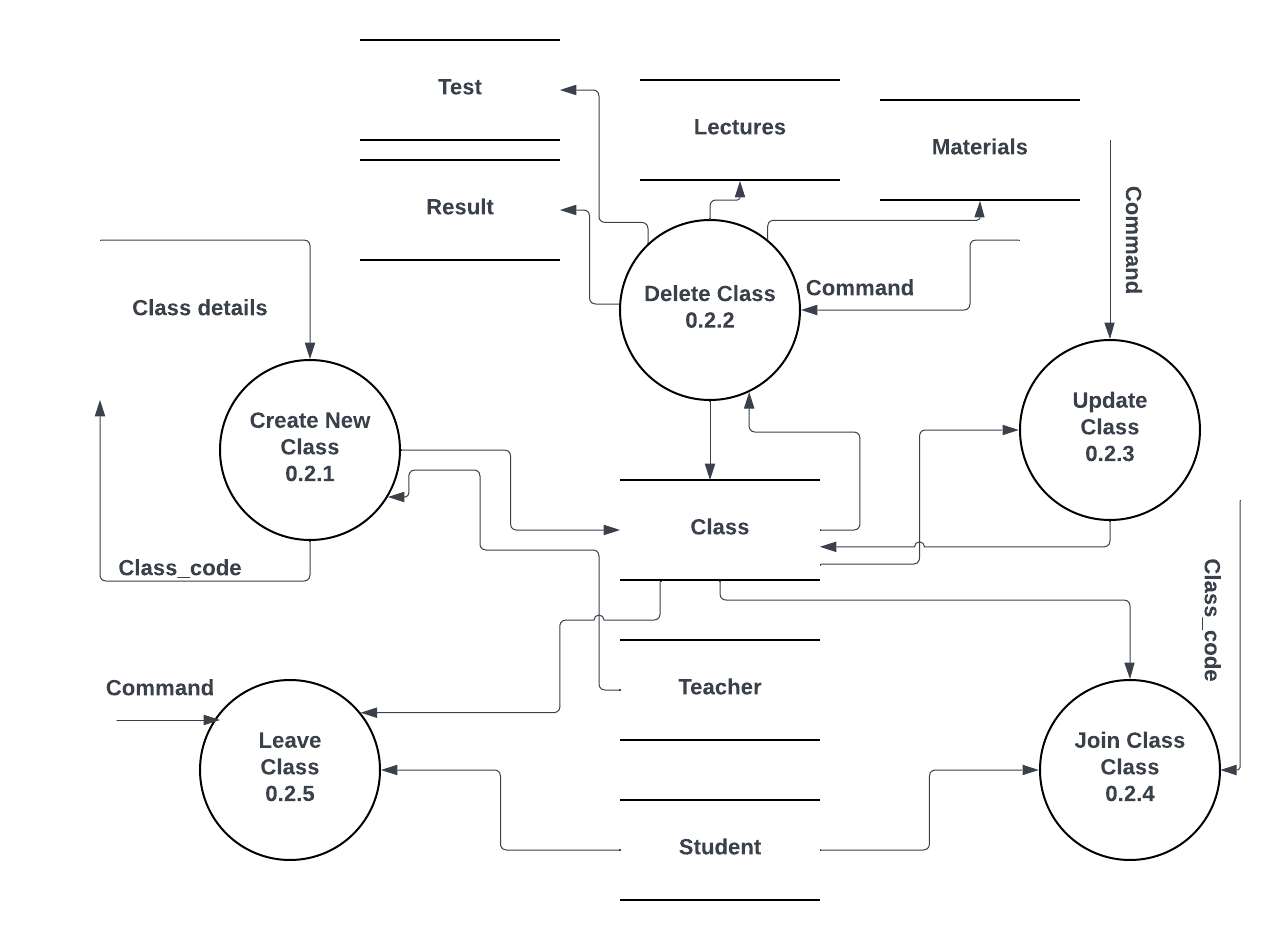 Test
Lectures
Materials
Result
Command
Class details
Delete Class
0.2.2
Command
Create New
Class
0.2.1
Update
Class
0.2.3
Class
Class_code
Class_code
Command
Teacher
Leave
Class
0.2.5
Join Class
Class
0.2.4
Student